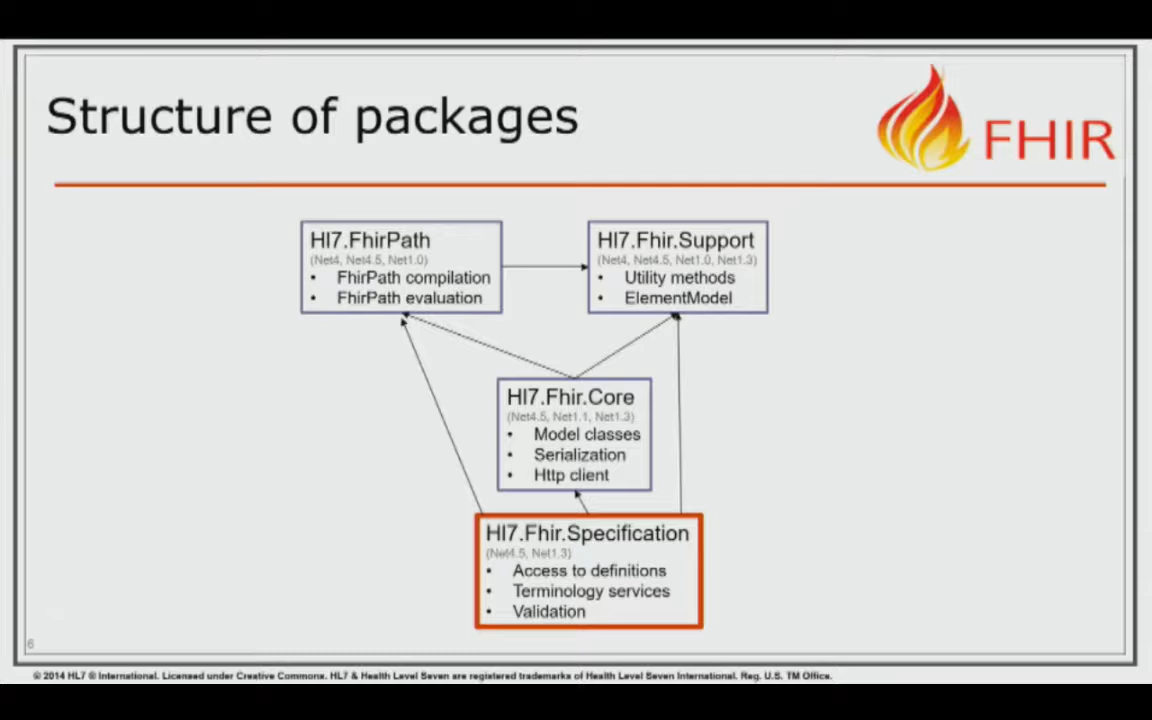 Structure of packages
FHIR
Hl7.FhirPath
(Net4, Net4.5, Net1.0)
• FhirPath compilation
• FhirPath evaluation
Hl7.Fhir.Support
(Net4, Net4.5, Net1.0, Net1.3)
• Utility methods
• ElementModel
Hl7.Fhir.Core
(Net4.5, Net1.1, Net1.3)
• Model classes
• Serialization
• Http client
Hl7.Fhir.Specification
(Net4.5, Net1.3)
• Access to definitions
• Terminology services
• Validation
6
© 2014 HL7 ® International. Licensed under Creative Commons. HL7 & Health Level Seven are registered trademarks of Health Level Seven International. Reg. U.S. TM Office.